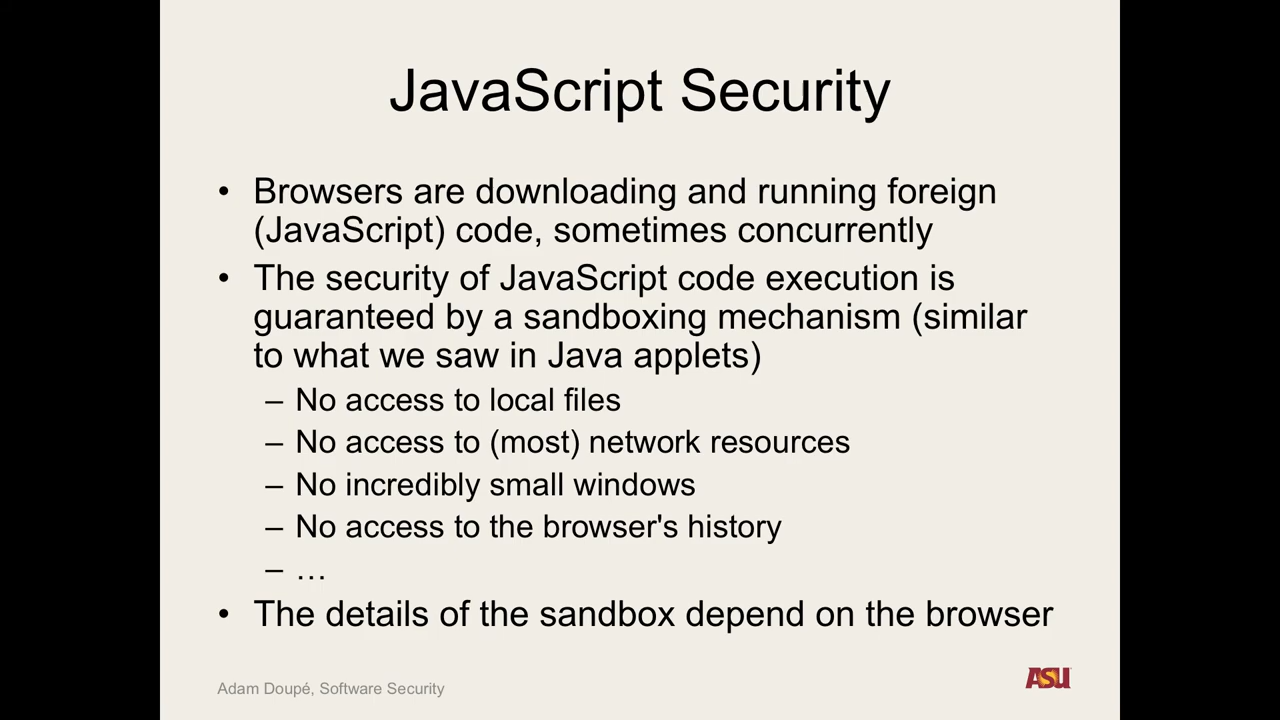 JavaScript Security
• Browsers are downloading and running foreign
(JavaScript) code, sometimes concurrently
• The security of JavaScript code execution is
guaranteed by a sandboxing mechanism (similar
to what we saw in Java applets)
– No access to local files
– No access to (most) network resources
– No incredibly small windows
– No access to the browser's history
– …
• The details of the sandbox depend on the browser
Adam Doupé, Software Security
ASU